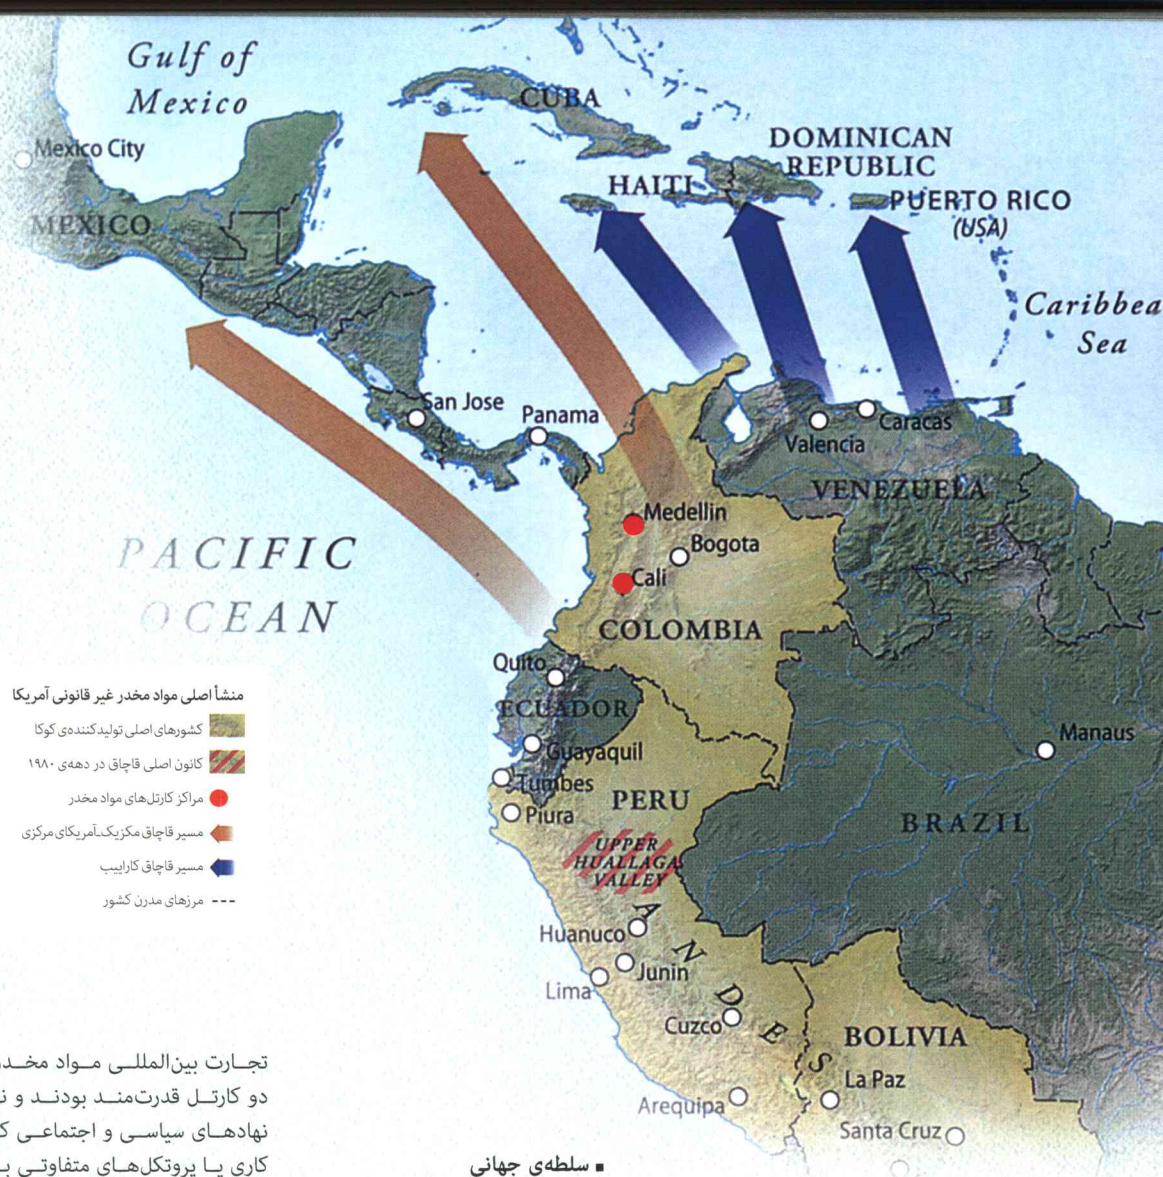 Gulf of
Mexico
CUBA
DOMINICAN
REPUBLIC
Mexico City
HAITI
PUERTO RICO
(USA)
MEXICO
Caribbea
Sea
San Jose
Panama
Valencia
Caracas
VENEZUELA
Medellin
Bogota
PACIFIC
OCEAN
Cali
COLOMBIA
Quito
ECUADOR
منشأ اصلی مواد مخدر غیر قانونی آمریکا
کشورهای اصلی تولیدکننده‌ی کوکا
کانون اصلی قاچاق در دهه‌ی ۱۹۸۰
مراکز کارتل‌های مواد مخدر
مسیر قاچاق مکزیک-آمریکای مرکزی
مسیر قاچاق کاراییب
مرزهای مدرن کشور
Manaus
Guayaquil
Tumbes
PERU
Piura
BRAZIL
UPPER
HUALLAGA
VALLEY
ANDES
Huanuco
Junin
Lima
Cuzco
BOLIVIA
La Paz
Arequipa
Santa Cruz
تجارت بین‌المللی مواد مخد
دو کارتل قدرت‌مند بودند و ن
نهادهای سیاسی و اجتماعی ک
کاری یا پروتکل‌های متفاوتی ب
▪ سلطه‌ی جهانی